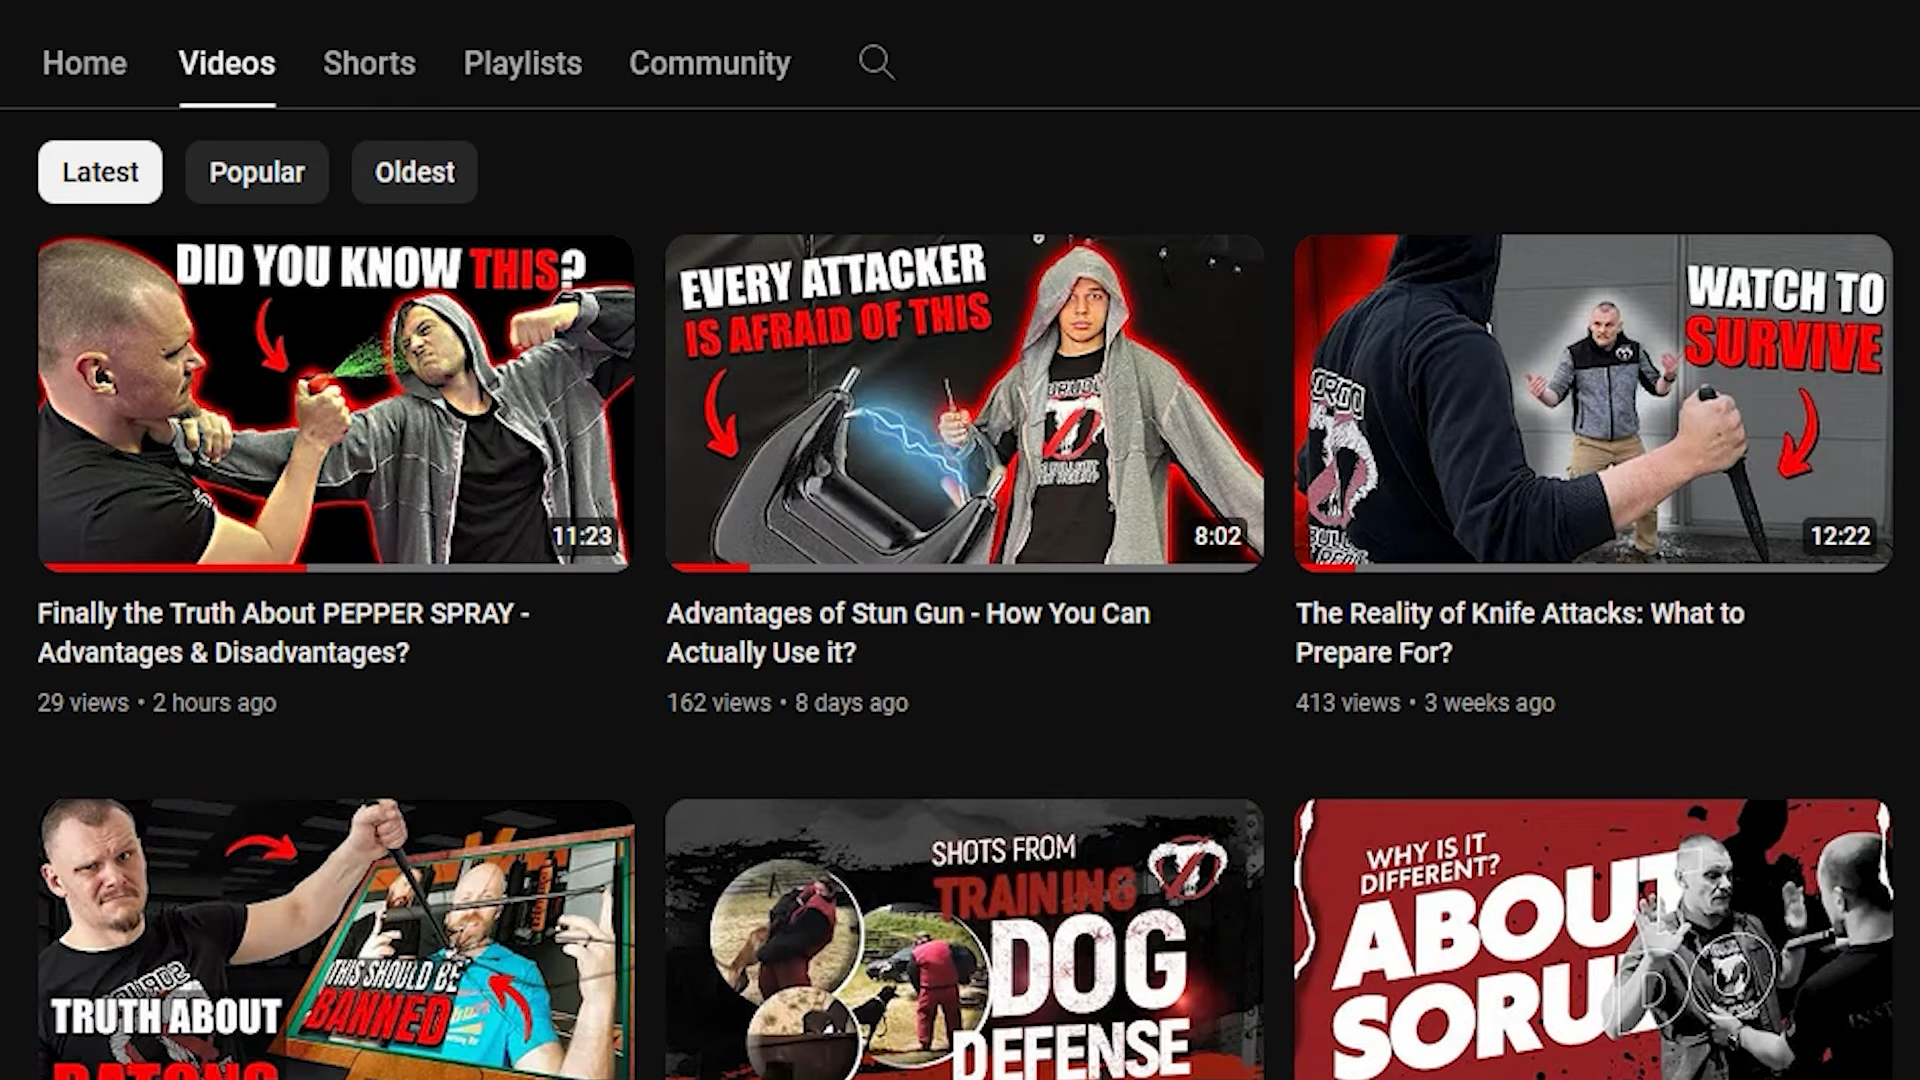 Home Videos Shorts Playlists Community
Latest Popular Oldest
DID YOU KNOW THIS?
11:23
EVERY ATTACKER
IS AFRAID OF THIS
8:02
WATCH TO
SURVIVE
12:22
Finally the Truth About PEPPER SPRAY -
Advantages & Disadvantages?
29 views • 2 hours ago
Advantages of Stun Gun - How You Can
Actually Use it?
162 views • 8 days ago
The Reality of Knife Attacks: What to
Prepare For?
413 views • 3 weeks ago
THIS SHOULD BE
BANNED
TRUTH ABOUT
BATONS
SHOTS FROM
TRAINING
DOG
DEFENSE
WHY IS IT
DIFFERENT?
ABOUT
SORUDO